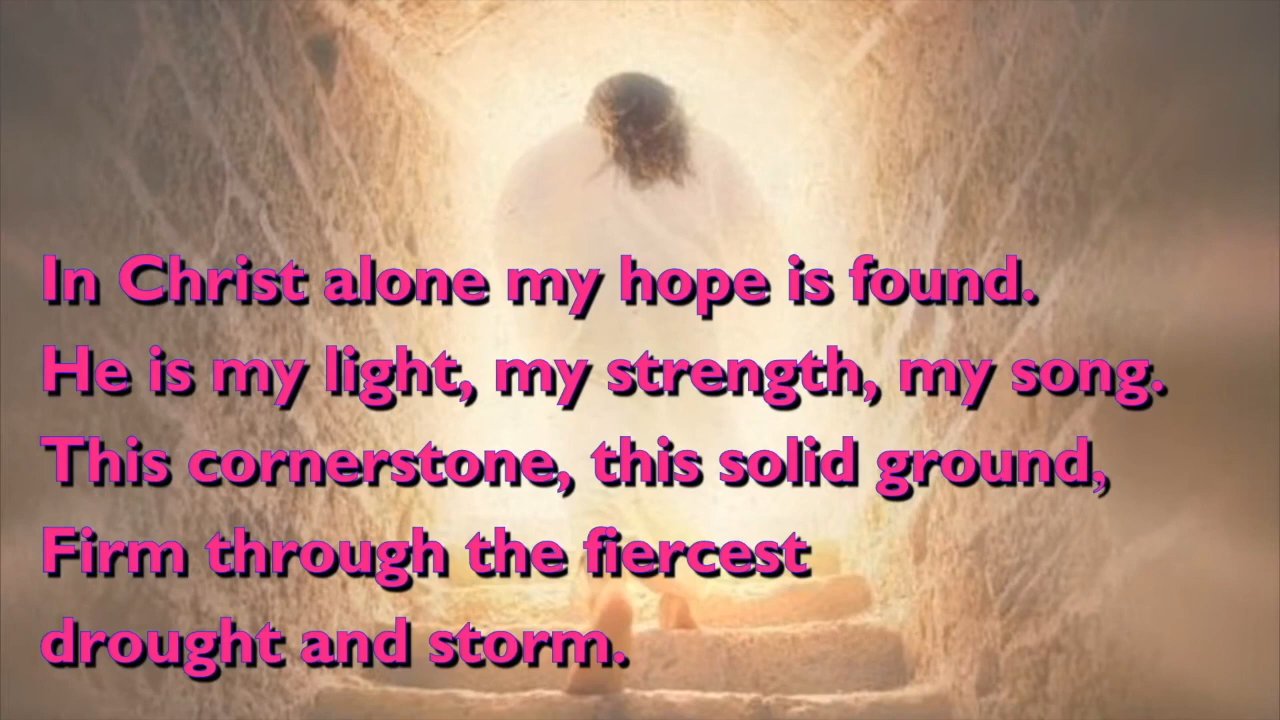 In Christ alone my hope is found.
He is my light, my strength, my song.
This cornerstone, this solid ground,
Firm through the fiercest
drought and storm.